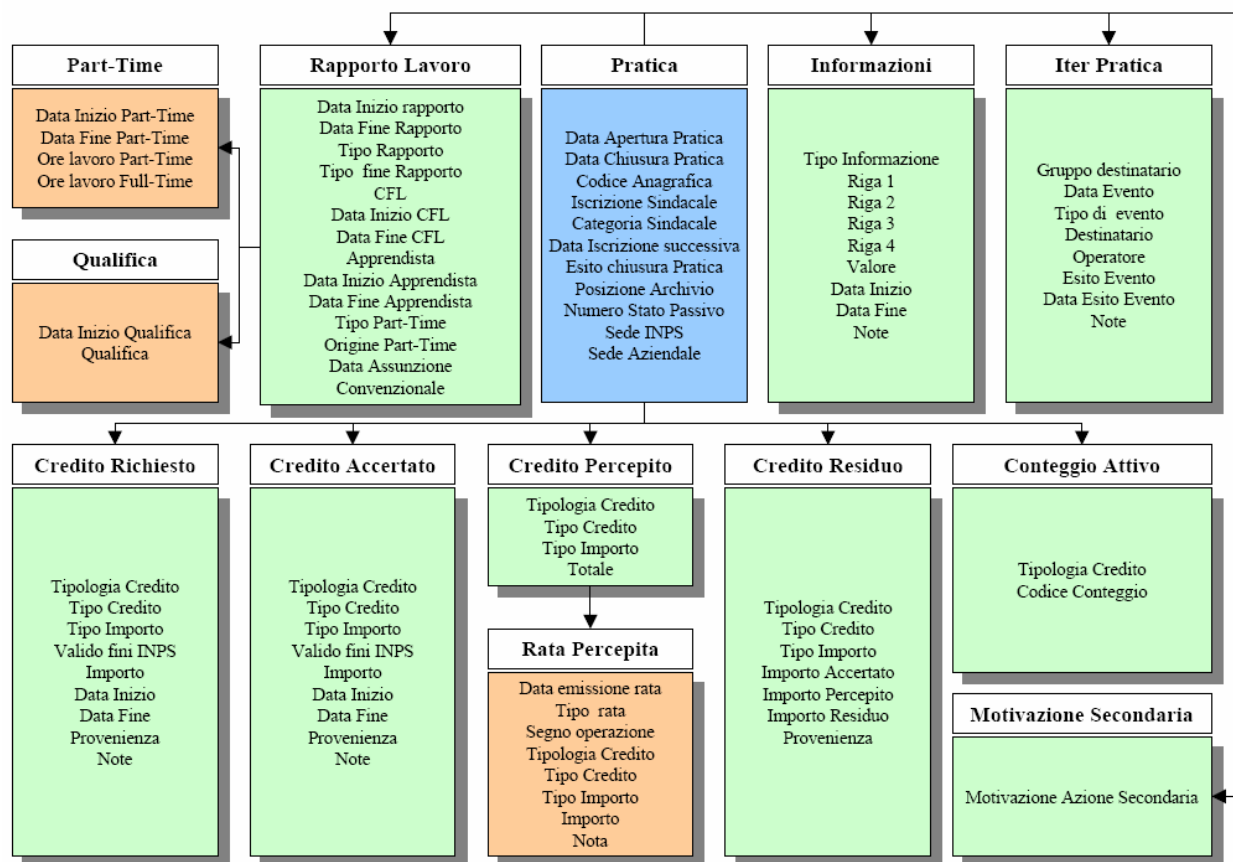 Part-Time
Data Inizio Part-Time
Data Fine Part-Time
Ore lavoro Part-Time
Ore lavoro Full-Time
Qualifica
Data Inizio Qualifica
Qualifica
Rapporto Lavoro
Data Inizio rapporto
Data Fine Rapporto
Tipo Rapporto
Tipo fine Rapporto
CFL
Data Inizio CFL
Data Fine CFL
Apprendista
Data Inizio Apprendista
Data Fine Apprendista
Tipo Part-Time
Origine Part-Time
Data Assunzione
Convenzionale
Pratica
Data Apertura Pratica
Data Chiusura Pratica
Codice Anagrafica
Iscrizione Sindacale
Categoria Sindacale
Data Iscrizione successiva
Esito chiusura Pratica
Posizione Archivio
Numero Stato Passivo
Sede INPS
Sede Aziendale
Informazioni
Tipo Informazione
Riga 1
Riga 2
Riga 3
Riga 4
Valore
Data Inizio
Data Fine
Note
Iter Pratica
Gruppo destinatario
Data Evento
Tipo di evento
Destinatario
Operatore
Esito Evento
Data Esito Evento
Note
Credito Richiesto
Tipologia Credito
Tipo Credito
Tipo Importo
Valido fini INPS
Importo
Data Inizio
Data Fine
Provenienza
Note
Credito Accertato
Tipologia Credito
Tipo Credito
Tipo Importo
Valido fini INPS
Importo
Data Inizio
Data Fine
Provenienza
Note
Credito Percepito
Tipologia Credito
Tipo Credito
Tipo Importo
Totale
Rata Percepita
Data emissione rata
Tipo rata
Segno operazione
Tipologia Credito
Tipo Credito
Tipo Importo
Importo
Nota
Credito Residuo
Tipologia Credito
Tipo Credito
Tipo Importo
Importo Accertato
Importo Percepito
Importo Residuo
Provenienza
Conteggio Attivo
Tipologia Credito
Codice Conteggio
Motivazione Secondaria
Motivazione Azione Secondaria